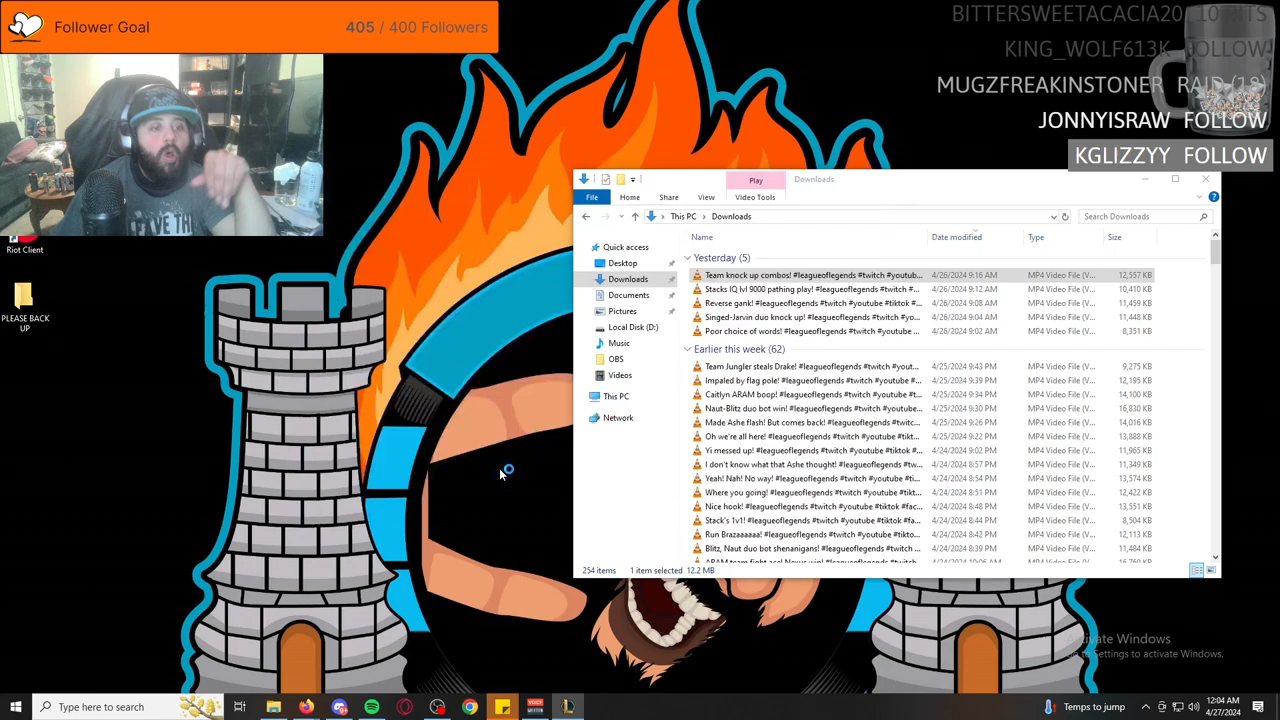 Follower Goal
405 / 400 Followers
KING_WOLF613K FOLLOW
MUGZFREAKINSTONER RAID (18)
JONNYISRAW FOLLOW
KGLIZZYY FOLLOW
Riot Client
PLEASE BACK
UP
Play
Downloads
File
Home
Share
View
Video Tools
This PC
Downloads
Search Downloads
Quick access
Desktop
Downloads
Documents
Pictures
Local Disk (D:)
Music
OBS
Videos
This PC
Network
Name
Date modified
Type
Size
Yesterday (5)
Team knock up combos! #leagueoflegends #twitch #youtub... 4/26/2024 9:16 AM MP4 Video File (V... 12,557 KB
Stacks IQ lvl 9000 pathing play! #leagueoflegends #twitc... 4/26/2024 9:12 AM MP4 Video File (V... 10,410 KB
Reverse gank! #leagueoflegends #twitch #youtube #tiktok ... 4/26/2024 9:08 AM MP4 Video File (V... 11,459 KB
Singed-Jarvin duo knock up! #leagueoflegends #twitch #yo... 4/26/2024 9:04 AM MP4 Video File (V... 11,448 KB
Poor choice of words! #leagueoflegends #twitch #youtube ... 4/26/2024 9:02 AM MP4 Video File (V... 8,351 KB
Earlier this week (62)
Team Jungler steals Drake! #leagueoflegends #twitch #you... 4/25/2024 9:43 PM MP4 Video File (V... 9,275 KB
Impaled by flag pole! #leagueoflegends #twitch #youtube #... 4/25/2024 9:39 PM MP4 Video File (V... 12,195 KB
Caitlyn ARAM boop! #leagueoflegends #twitch #youtube #t... 4/25/2024 9:34 PM MP4 Video File (V... 14,100 KB
Naut-Blitz duo bot win! #leagueoflegends #twitch #youtube... 4/25/2024 9:30 PM MP4 Video File (V... 16,830 KB
Made Ashe flash! But comes back! #leagueoflegends #twitc... 4/25/2024 9:26 PM MP4 Video File (V... 14,016 KB
Oh we're all here! #leagueoflegends #twitch #youtube #tikt... 4/25/2024 9:22 PM MP4 Video File (V... 13,888 KB
Yi messed up! #leagueoflegends #twitch #youtube #tiktok #... 4/24/2024 9:02 PM MP4 Video File (V... 11,965 KB
I don't know what that Ashe thought! #leagueoflegends #tw... 4/24/2024 8:57 PM MP4 Video File (V... 11,349 KB
Yeah! Nah! No way! #leagueoflegends #twitch #youtube #ti... 4/24/2024 8:54 PM MP4 Video File (V... 13,574 KB
Where you going! #leagueoflegends #twitch #youtube #tikt... 4/24/2024 8:51 PM MP4 Video File (V... 12,422 KB
Nice hook! #leagueoflegends #twitch #youtube #tiktok #fac... 4/24/2024 8:48 PM MP4 Video File (V... 13,551 KB
Stack's 1v1! #leagueoflegends #twitch #youtube #tiktok #fa... 4/24/2024 8:44 PM MP4 Video File (V... 8,504 KB
Run Brazaaaaaa! #leagueoflegends #twitch #youtube #tikto... 4/24/2024 8:42 PM MP4 Video File (V... 12,113 KB
Blitz, Naut duo bot shenanigans! #leagueoflegends #twitch ... 4/24/2024 8:39 PM MP4 Video File (V... 11,484 KB
254 items
1 item selected 12.2 MB
Activate Windows
Go to Settings to activate Windows.
Type here to search
Temps to jump
12:04 AM
4/27/2024